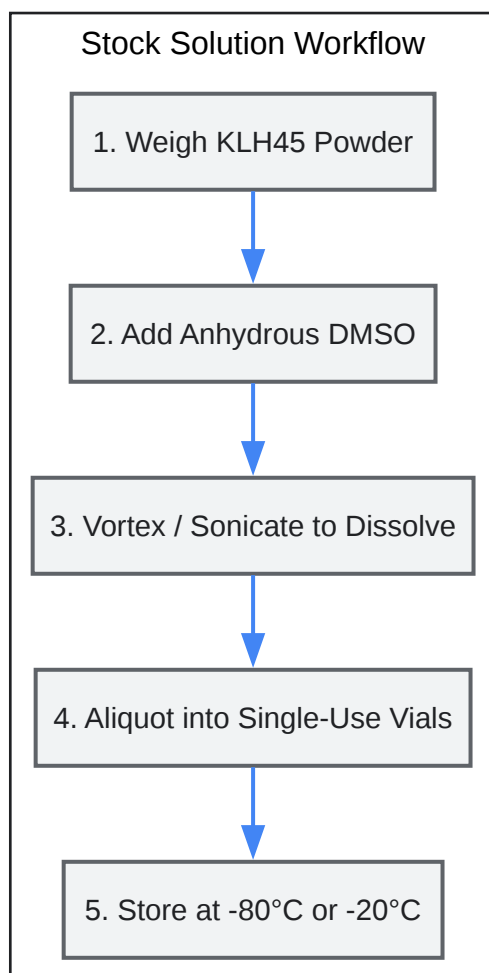 Stock Solution Workflow
1. Weigh KLH45 Powder
2. Add Anhydrous DMSO
3. Vortex / Sonicate to Dissolve
4. Aliquot into Single-Use Vials
5. Store at -80°C or -20°C